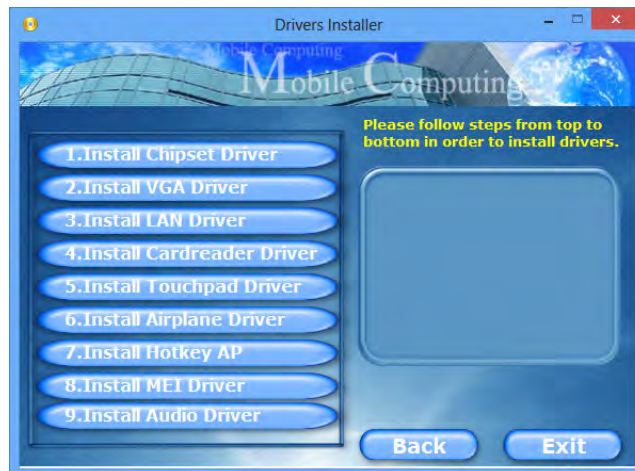 Drivers Installer
Mobile Computing
Mobile Computing
Please follow steps from top to
bottom in order to install drivers.
1.Install Chipset Driver
2.Install VGA Driver
3.Install LAN Driver
4.Install Cardreader Driver
5.Install Touchpad Driver
6.Install Airplane Driver
7.Install Hotkey AP
8.Install MEI Driver
9.Install Audio Driver
Back
Exit